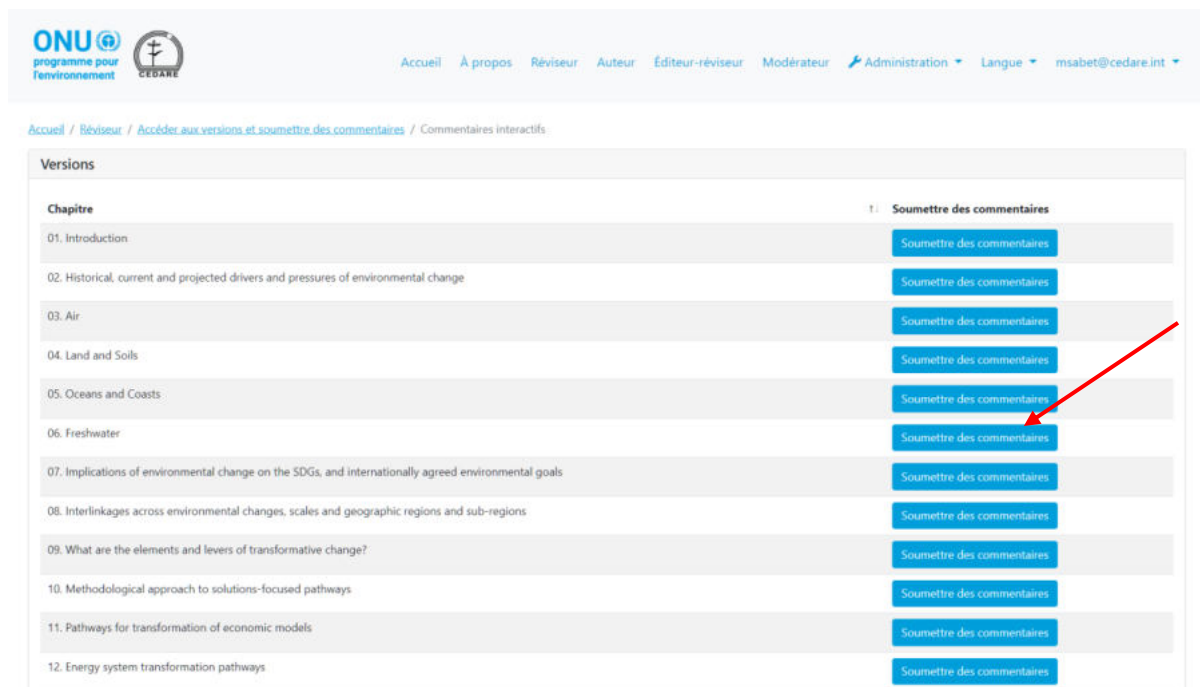 ONU
programme pour
l'environnement
CEDARE
Accueil À propos Réviseur Auteur Éditeur-réviseur Modérateur Administration Langue msabet@cedare.int
Accueil / Réviseur / Accéder aux versions et soumettre des commentaires / Commentaires interactifs
Versions
Chapitre Soumettre des commentaires
01. Introduction Soumettre des commentaires
02. Historical, current and projected drivers and pressures of environmental change Soumettre des commentaires
03. Air Soumettre des commentaires
04. Land and Soils Soumettre des commentaires
05. Oceans and Coasts Soumettre des commentaires
06. Freshwater Soumettre des commentaires
07. Implications of environmental change on the SDGs, and internationally agreed environmental goals Soumettre des commentaires
08. Interlinkages across environmental changes, scales and geographic regions and sub-regions Soumettre des commentaires
09. What are the elements and levers of transformative change? Soumettre des commentaires
10. Methodological approach to solutions-focused pathways Soumettre des commentaires
11. Pathways for transformation of economic models Soumettre des commentaires
12. Energy system transformation pathways Soumettre des commentaires